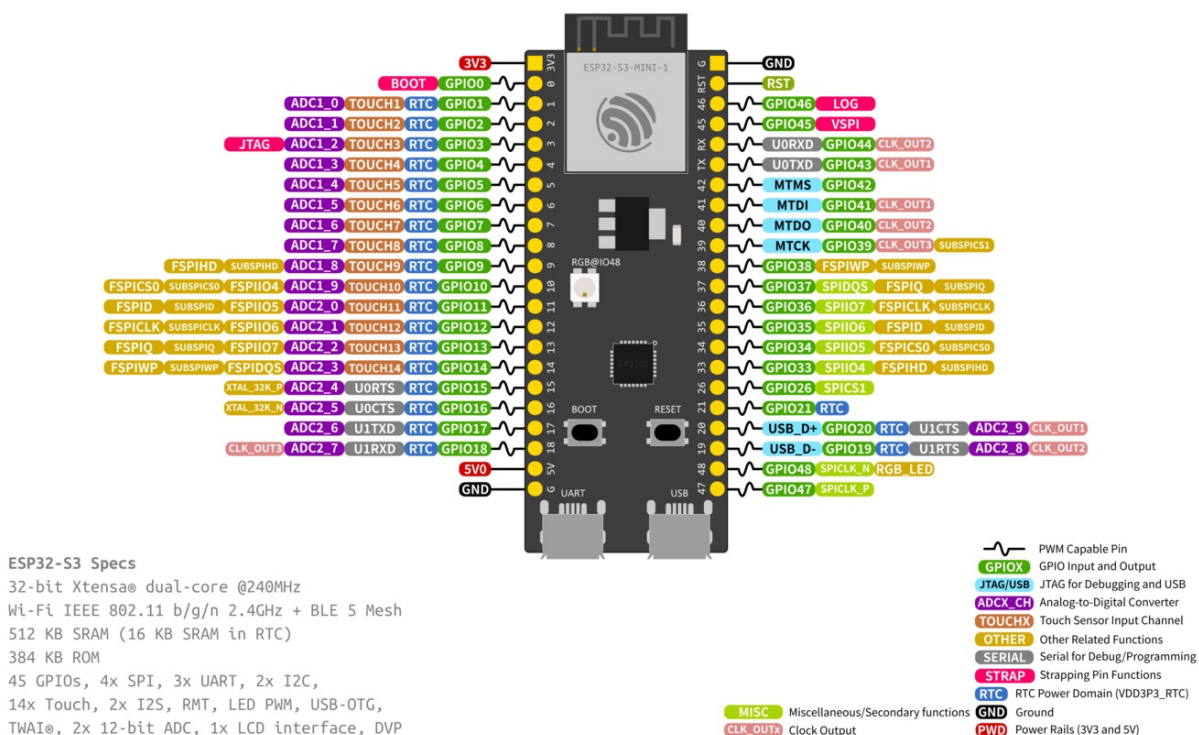 3V3 3V3 G GND
BOOT GPIO0 0 RST RST
ADC1_0 TOUCH1 RTC GPIO1 1 46 GPIO46 LOG
ADC1_1 TOUCH2 RTC GPIO2 2 45 GPIO45 VSPI
JTAG ADC1_2 TOUCH3 RTC GPIO3 3 RX U0RXD GPIO44 CLK_OUT2
ADC1_3 TOUCH4 RTC GPIO4 4 TX U0TXD GPIO43 CLK_OUT1
ADC1_4 TOUCH5 RTC GPIO5 5 42 MTMS GPIO42
ADC1_5 TOUCH6 RTC GPIO6 6 41 MTDI GPIO41 CLK_OUT1
ADC1_6 TOUCH7 RTC GPIO7 7 40 MTDO GPIO40 CLK_OUT2
ADC1_7 TOUCH8 RTC GPIO8 8 39 MTCK GPIO39 CLK_OUT3 SUBSPICS1
FSPIHD SUBSPIHD ADC1_8 TOUCH9 RTC GPIO9 9 38 GPIO38 FSPIWP SUBSPIWP
FSPICS0 SUBSPICS0 FSPIIO4 ADC1_9 TOUCH10 RTC GPIO10 10 37 GPIO37 SPIDQS FSPIQ SUBSPIQ
FSPID SUBSPID FSPIIO5 ADC2_0 TOUCH11 RTC GPIO11 11 36 GPIO36 SPIIO7 FSPICLK SUBSPICLK
FSPICLK SUBSPICLK FSPIIO6 ADC2_1 TOUCH12 RTC GPIO12 12 35 GPIO35 SPIIO6 FSPID SUBSPID
FSPIQ SUBSPIQ FSPIIO7 ADC2_2 TOUCH13 RTC GPIO13 13 34 GPIO34 SPIIO5 FSPICS0 SUBSPICS0
FSPIWP SUBSPIWP FSPIDQS ADC2_3 TOUCH14 RTC GPIO14 14 33 GPIO33 SPIIO4 FSPIHD SUBSPIHD
XTAL_32K_P ADC2_4 U0RTS RTC GPIO15 15 26 GPIO26 SPICS1
XTAL_32K_N ADC2_5 U0CTS RTC GPIO16 16 21 GPIO21 RTC
ADC2_6 U1TXD RTC GPIO17 17 20 USB_D+ GPIO20 RTC U1CTS ADC2_9 CLK_OUT1
CLK_OUT3 ADC2_7 U1RXD RTC GPIO18 18 19 USB_D- GPIO19 RTC U1RTS ADC2_8 CLK_OUT2
5V0 5V 48 GPIO48 SPICLK_N RGB_LED
GND G 47 GPIO47 SPICLK_P
ESP32-S3-MINI-1
RGB@IO48
CP2102
BOOT RESET
UART USB
ESP32-S3 Specs
32-bit Xtensa® dual-core @240MHz
Wi-Fi IEEE 802.11 b/g/n 2.4GHz + BLE 5 Mesh
512 KB SRAM (16 KB SRAM in RTC)
384 KB ROM
45 GPIOs, 4x SPI, 3x UART, 2x I2C,
14x Touch, 2x I2S, RMT, LED PWM, USB-OTG,
TWAI®, 2x 12-bit ADC, 1x LCD interface, DVP
PWM Capable Pin
GPIOX GPIO Input and Output
JTAG/USB JTAG for Debugging and USB
ADCX_CH Analog-to-Digital Converter
TOUCHX Touch Sensor Input Channel
OTHER Other Related Functions
SERIAL Serial for Debug/Programming
STRAP Strapping Pin Functions
RTC RTC Power Domain (VDD3P3_RTC)
MISC Miscellaneous/Secondary functions GND Ground
CLK_OUTx Clock Output PWD Power Rails (3V3 and 5V)